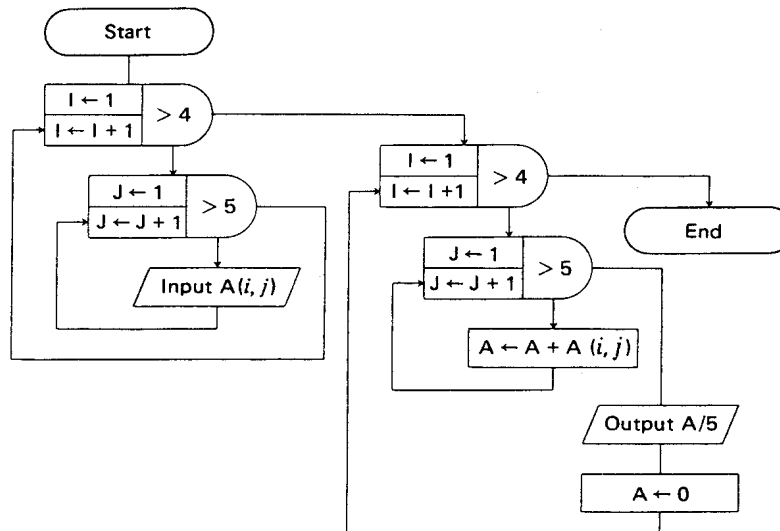 Start
I ← 1
I ← I + 1
> 4
J ← 1
J ← J + 1
> 5
Input A(i, j)
I ← 1
I ← I +1
> 4
End
J ← 1
J ← J + 1
> 5
A ← A + A (i, j)
Output A/5
A ← 0